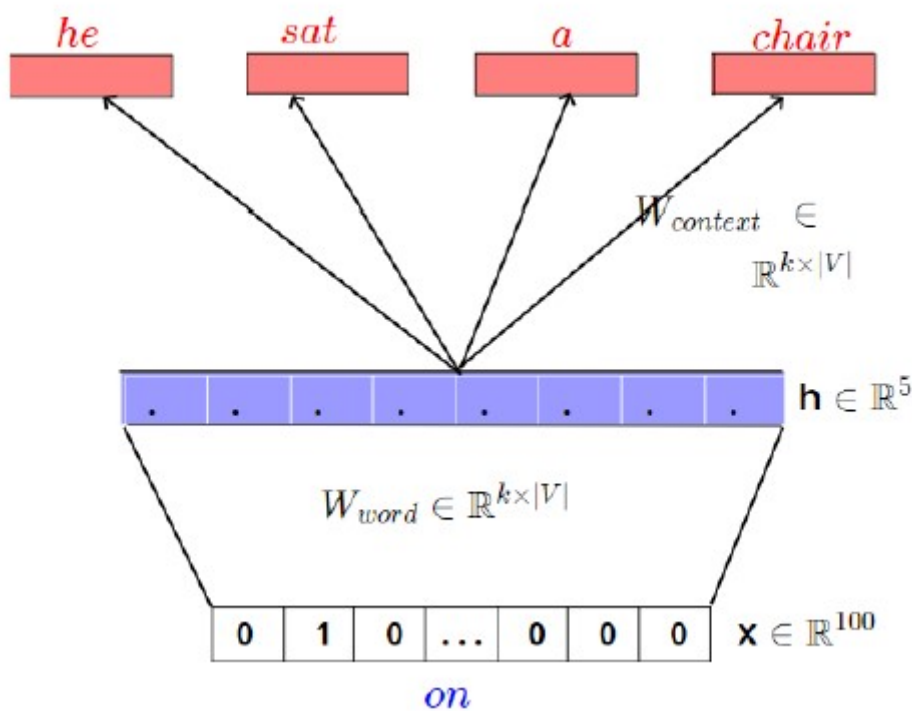 he sat a chair
W_context ∈
ℝ^{k×|V|}
. . . . . . . . h ∈ ℝ^5
W_word ∈ ℝ^{k×|V|}
0 1 0 ... 0 0 0 x ∈ ℝ^{100}
on